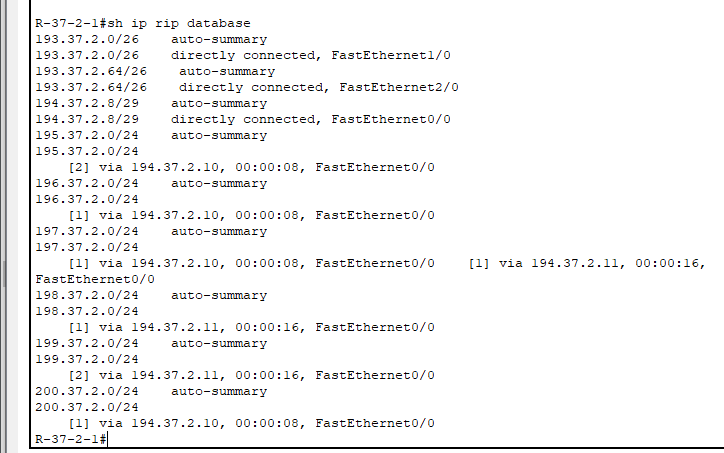 R-37-2-1#sh ip rip database
193.37.2.0/26    auto-summary
193.37.2.0/26    directly connected, FastEthernet1/0
193.37.2.64/26    auto-summary
193.37.2.64/26    directly connected, FastEthernet2/0
194.37.2.8/29    auto-summary
194.37.2.8/29    directly connected, FastEthernet0/0
195.37.2.0/24    auto-summary
195.37.2.0/24
    [2] via 194.37.2.10, 00:00:08, FastEthernet0/0
196.37.2.0/24    auto-summary
196.37.2.0/24
    [1] via 194.37.2.10, 00:00:08, FastEthernet0/0
197.37.2.0/24    auto-summary
197.37.2.0/24
    [1] via 194.37.2.10, 00:00:08, FastEthernet0/0    [1] via 194.37.2.11, 00:00:16,
FastEthernet0/0
198.37.2.0/24    auto-summary
198.37.2.0/24
    [1] via 194.37.2.11, 00:00:16, FastEthernet0/0
199.37.2.0/24    auto-summary
199.37.2.0/24
    [2] via 194.37.2.11, 00:00:16, FastEthernet0/0
200.37.2.0/24    auto-summary
200.37.2.0/24
    [1] via 194.37.2.10, 00:00:08, FastEthernet0/0
R-37-2-1#